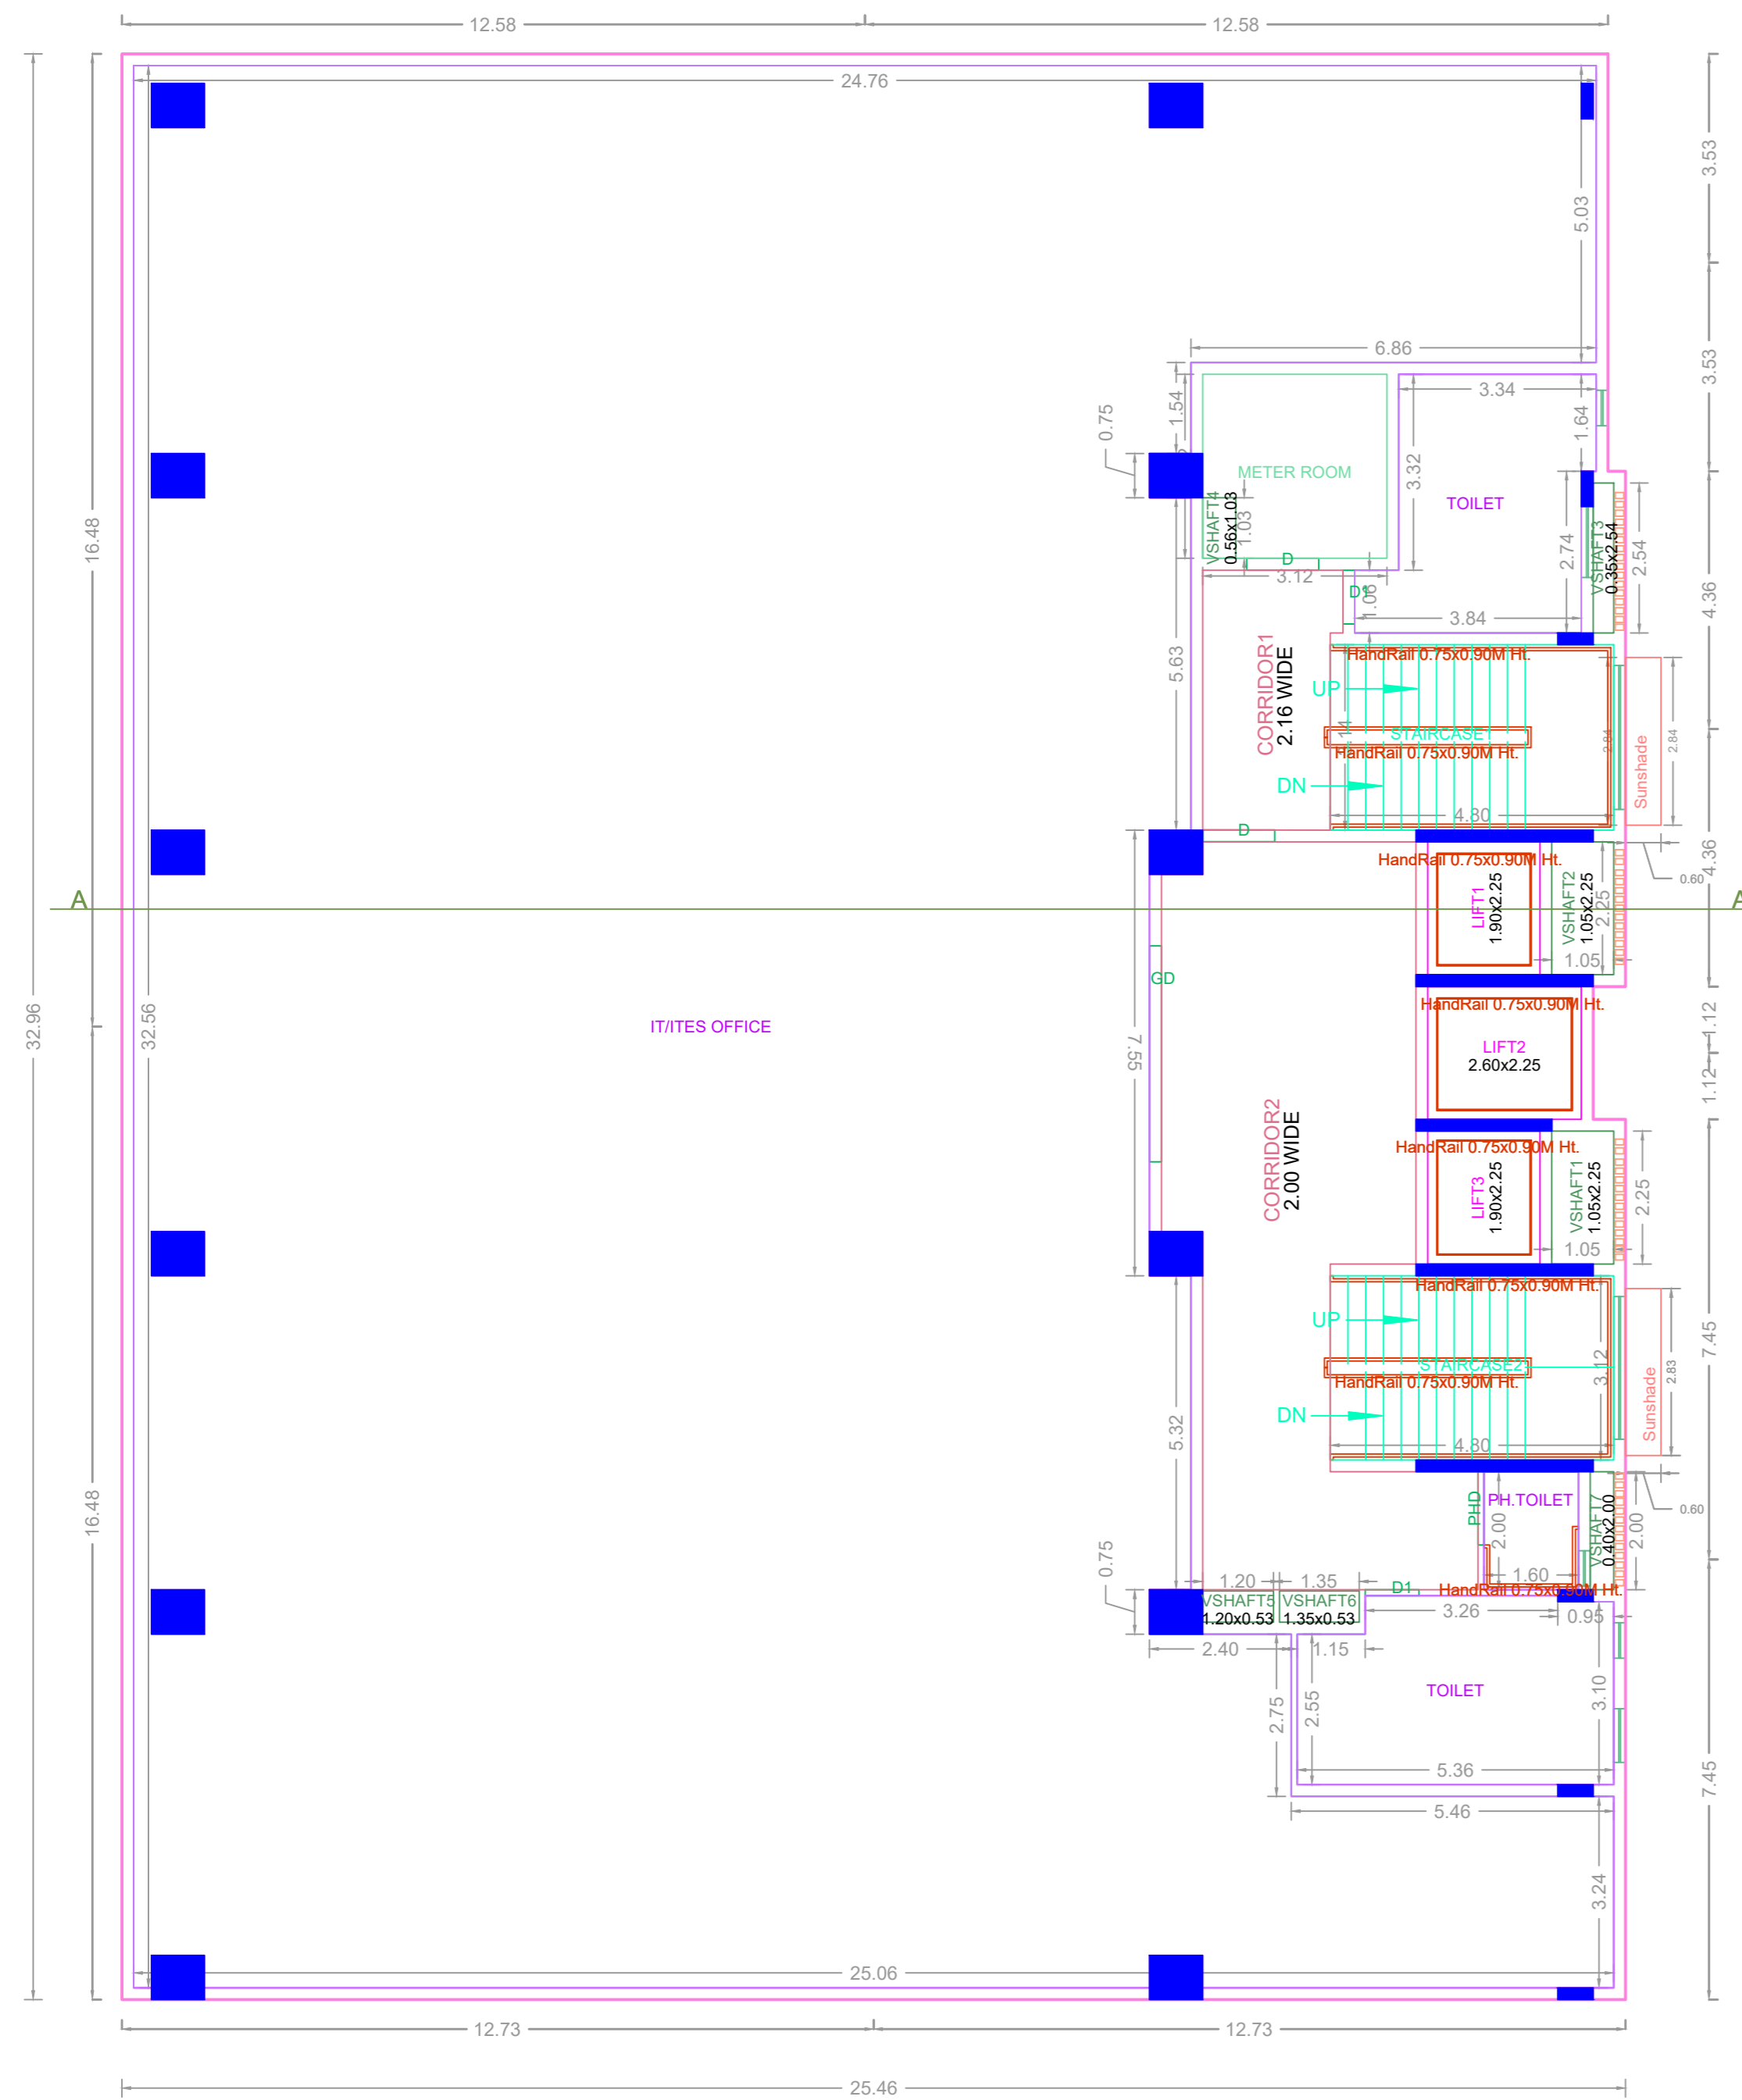 12.58
12.58
24.76
3.53
5.03
6.86
3.53
3.34
1.54
1.64
0.75
METER ROOM
3.32
TOILET
16.48
VSHAFT4
0.56x1.03
1.03
VSHAFT3
0.35x2.54
2.74
2.54
D
3.12
D1
1.06
3.84
4.36
CORRIDOR1
2.16 WIDE
5.63
HandRail 0.75x0.90M Ht.
UP
STAIRCASE1
HandRail 0.75x0.90M Ht.
2.84
2.84
Sunshade
DN
4.80
D
HandRail 0.75x0.90M Ht.
4.36
0.60
LIFT1
1.90x2.25
VSHAFT2
1.05x2.25
2.25
A
A
1.05
GD
HandRail 0.75x0.90M Ht.
32.96
32.56
IT/ITES OFFICE
7.55
LIFT2
2.60x2.25
1.12
1.12
CORRIDOR2
2.00 WIDE
HandRail 0.75x0.90M Ht.
LIFT3
1.90x2.25
VSHAFT1
1.05x2.25
2.25
1.05
HandRail 0.75x0.90M Ht.
UP
STAIRCASE2
HandRail 0.75x0.90M Ht.
3.12
2.83
Sunshade
7.45
DN
5.32
4.80
16.48
PHD
PH.TOILET
2.00
VSHAFT7
0.40x2.00
2.00
0.60
0.75
1.60
1.20
1.35
D1
HandRail 0.75x0.90M Ht.
VSHAFT5
1.20x0.53
VSHAFT6
1.35x0.53
3.26
0.95
2.40
1.15
TOILET
3.10
2.75
2.55
5.36
5.46
7.45
3.24
25.06
12.73
12.73
25.46